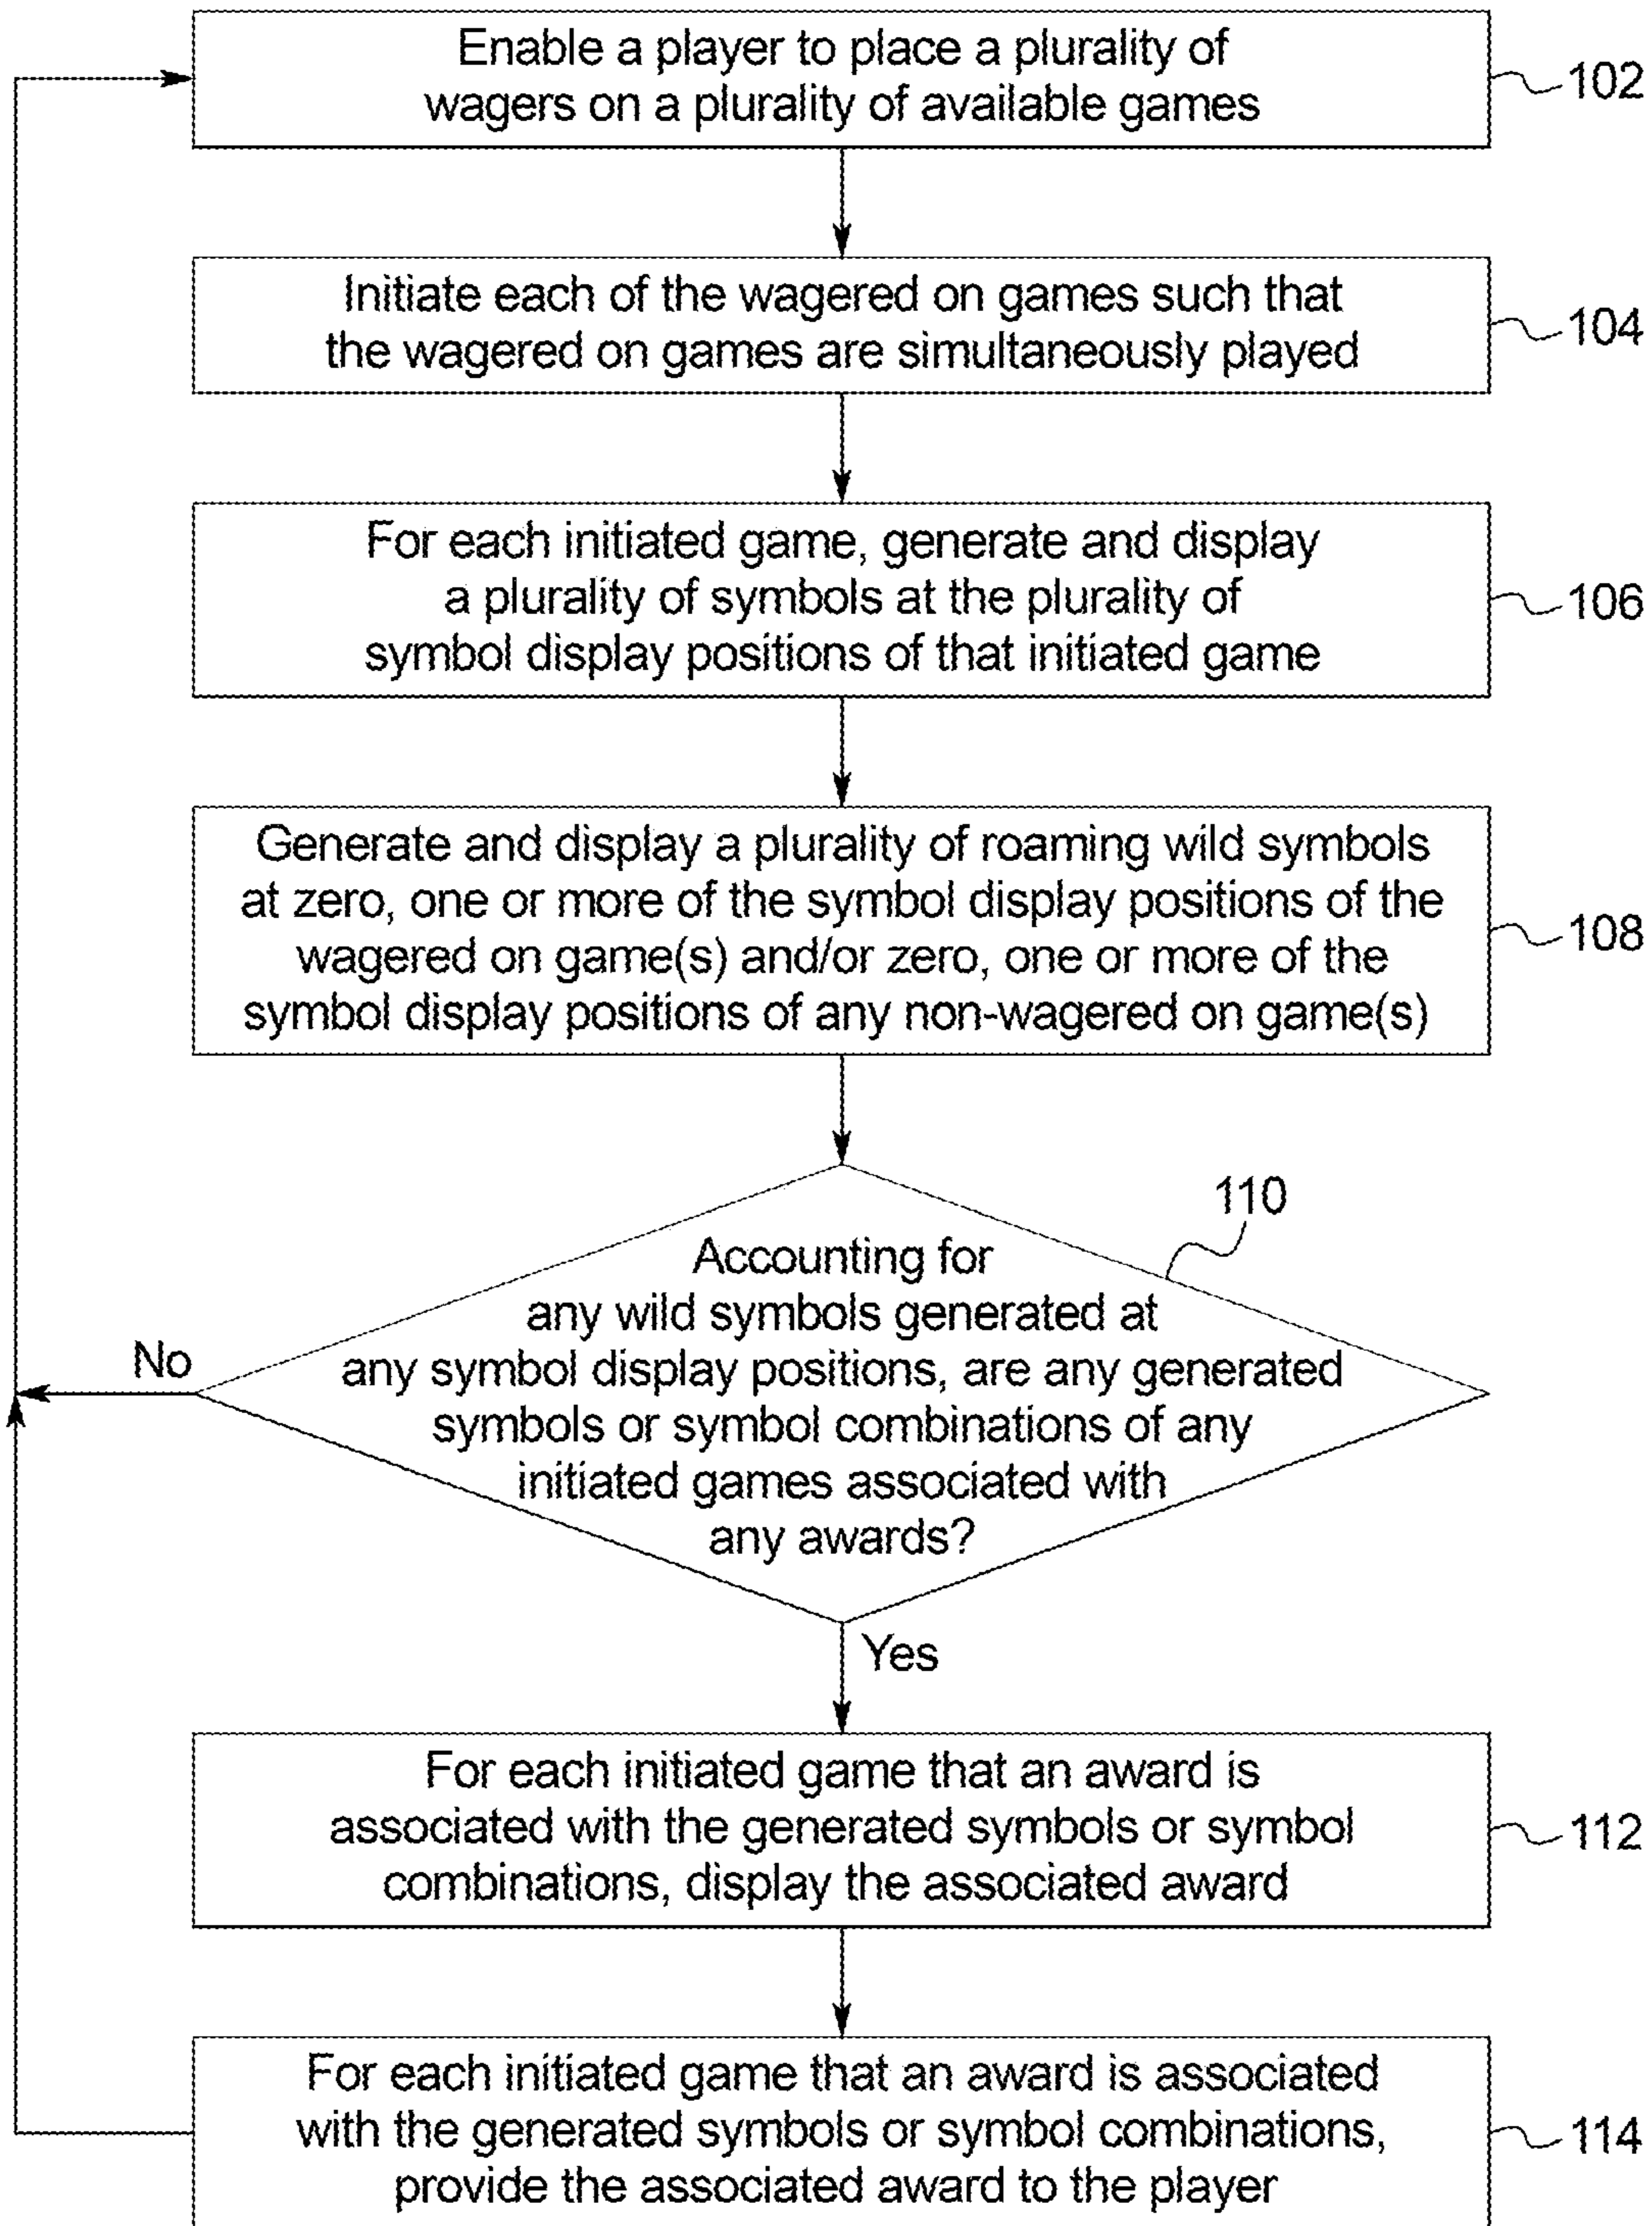 Enable a player to place a plurality of
wagers on a plurality of available games
102
Initiate each of the wagered on games such that
the wagered on games are simultaneously played
104
For each initiated game, generate and display
a plurality of symbols at the plurality of
symbol display positions of that initiated game
106
Generate and display a plurality of roaming wild symbols
at zero, one or more of the symbol display positions of the
wagered on game(s) and/or zero, one or more of the
symbol display positions of any non-wagered on game(s)
108
110
Accounting for
any wild symbols generated at
any symbol display positions, are any generated
symbols or symbol combinations of any
initiated games associated with
any awards?
No
Yes
For each initiated game that an award is
associated with the generated symbols or symbol
combinations, display the associated award
112
For each initiated game that an award is associated
with the generated symbols or symbol combinations,
provide the associated award to the player
114